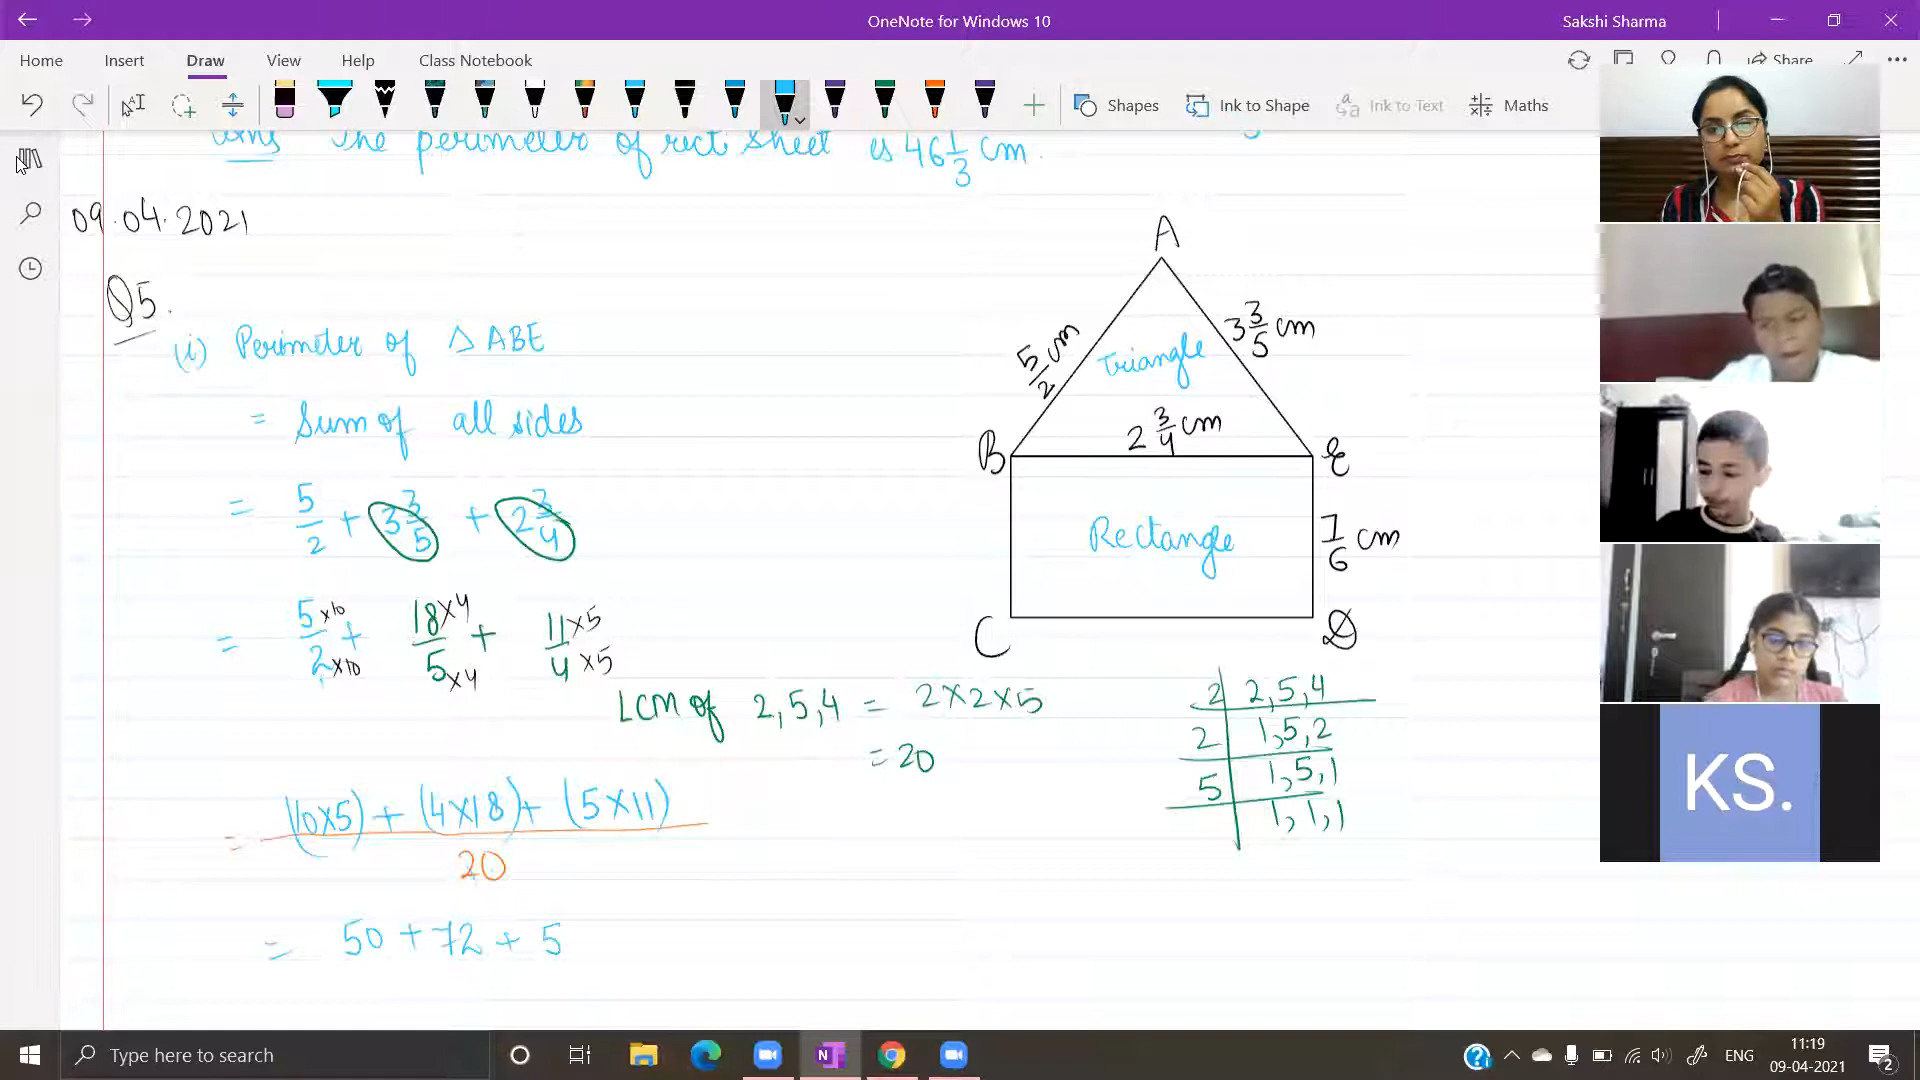 OneNote for Windows 10
Sakshi Sharma
Home Insert Draw View Help Class Notebook
Share
Shapes Ink to Shape Ink to Text Maths
Ans The perimeter of rect. sheet is 46 1/3 cm.
09.04.2021
Q5.
(i) Perimeter of △ ABE
= Sum of all sides
= 5/2 + 3 3/5 + 2 3/4
= 5×10/2×10 + 18×4/5×4 + 11×5/4×5
LCM of 2,5,4 = 2×2×5
= 20
= (10×5) + (4×18) + (5×11) / 20
= 50 + 72 + 5
A
5/2 cm
3 3/5 cm
Triangle
2 3/4 cm
B E
Rectangle
7/6 cm
C D
2 | 2,5,4
2 | 1,5,2
5 | 1,5,1
1,1,1
KS.
Type here to search
N
ENG
11:19
09-04-2021
2